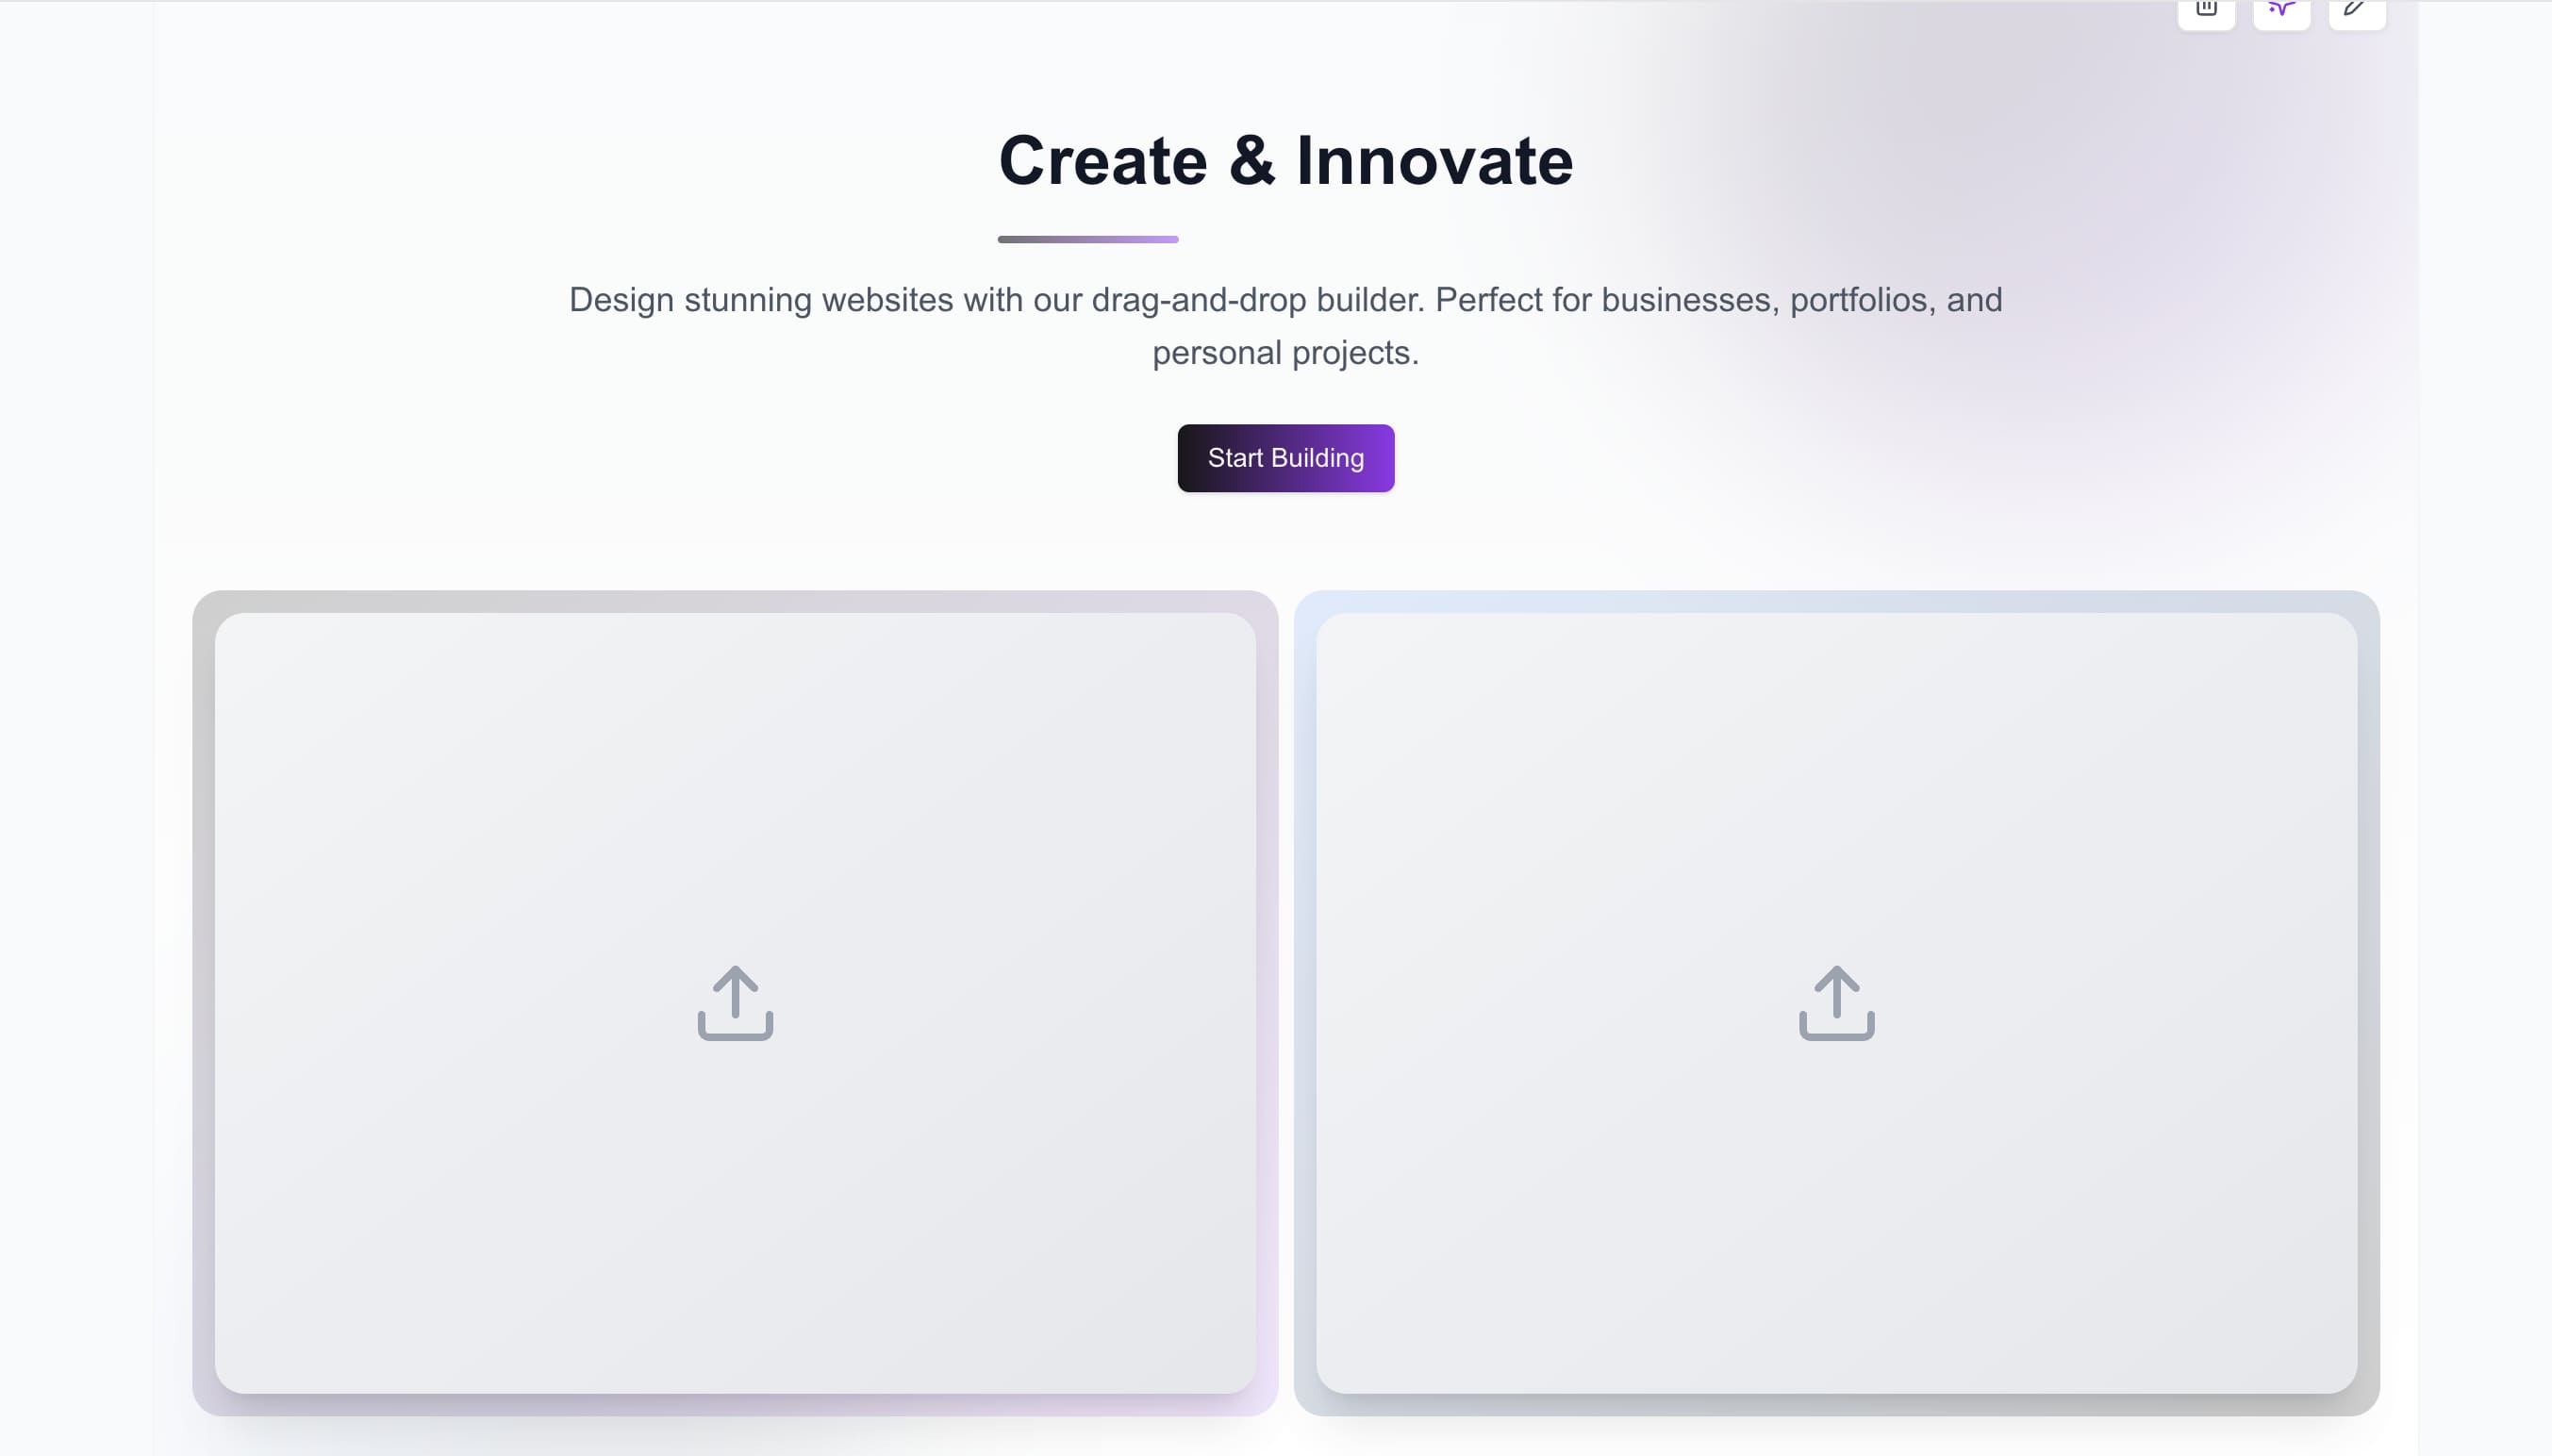 Create & Innovate
Design stunning websites with our drag-and-drop builder. Perfect for businesses, portfolios, and
personal projects.
Start Building